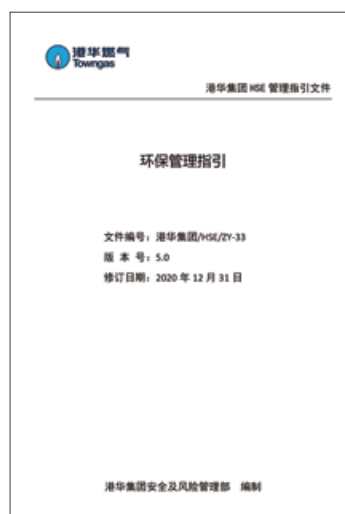 港华燃气
Towngas
港华集团 HSE 管理指引文件
环保管理指引
文件编号：港华集团/HSE/ZY-33
版 本 号：5.0
修订日期：2020 年 12 月 31 日
港华集团安全及风险管理部 编制